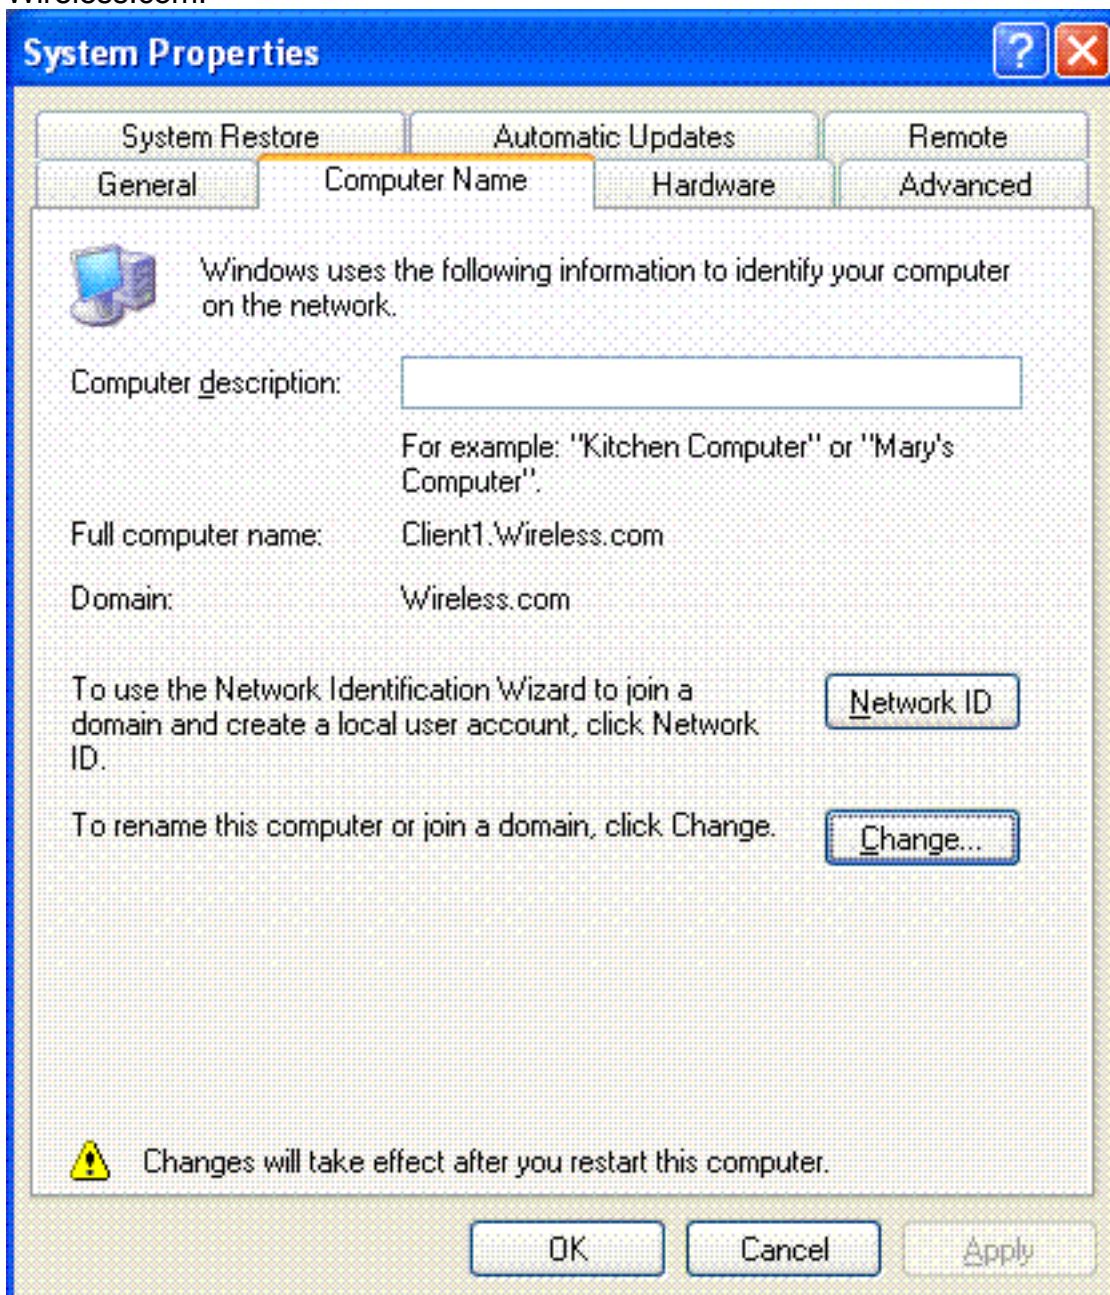 Wireless.com.
System Properties
System Restore Automatic Updates Remote
General Computer Name Hardware Advanced
Windows uses the following information to identify your computer
on the network.
Computer description:
For example: "Kitchen Computer" or "Mary's
Computer".
Full computer name: Client1.Wireless.com
Domain: Wireless.com
To use the Network Identification Wizard to join a
domain and create a local user account, click Network
ID.
Network ID
To rename this computer or join a domain, click Change.
Change...
Changes will take effect after you restart this computer.
OK Cancel Apply